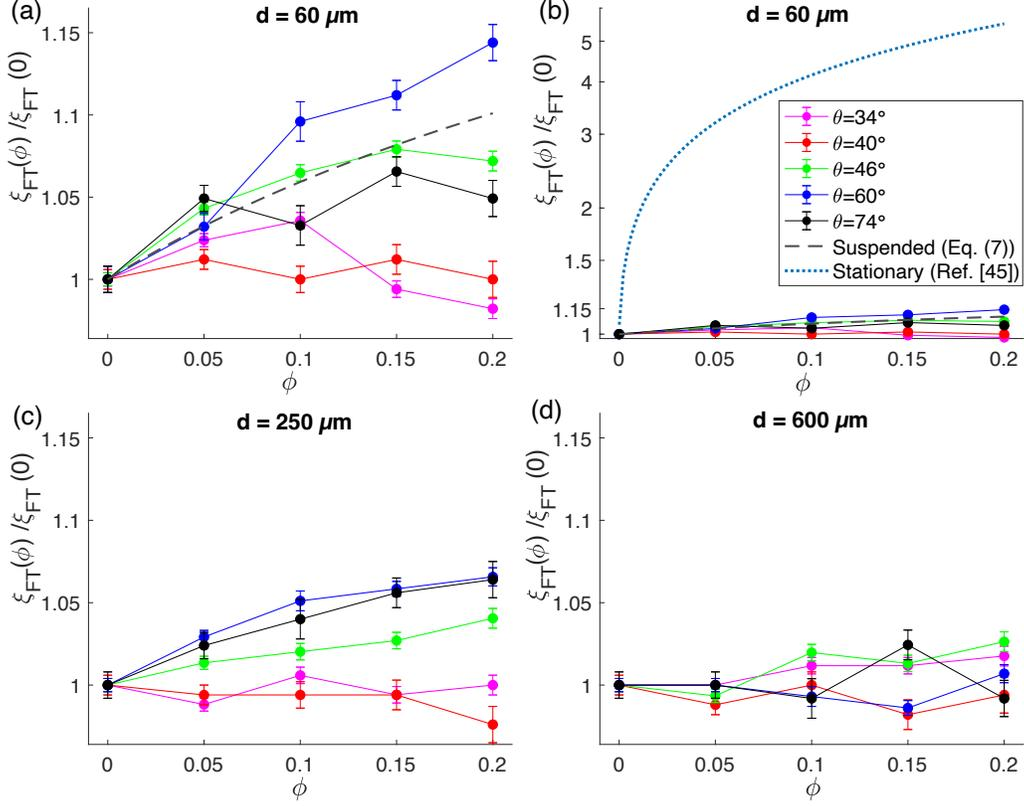 (a)
d = 60 µm
1.15
1.1
1.05
1
0
0.05
0.1
0.15
0.2
ϕ
ξFT(ϕ) /ξFT (0)
(b)
d = 60 µm
5
4
3
2
1.5
1.15
1
0
0.05
0.1
0.15
0.2
ϕ
ξFT(ϕ) /ξFT (0)
θ=34°
θ=40°
θ=46°
θ=60°
θ=74°
Suspended (Eq. (7))
Stationary (Ref. [45])
(c)
d = 250 µm
1.15
1.1
1.05
1
0
0.05
0.1
0.15
0.2
ϕ
ξFT(ϕ) /ξFT (0)
(d)
d = 600 µm
1.15
1.1
1.05
1
0
0.05
0.1
0.15
0.2
ϕ
ξFT(ϕ) /ξFT (0)